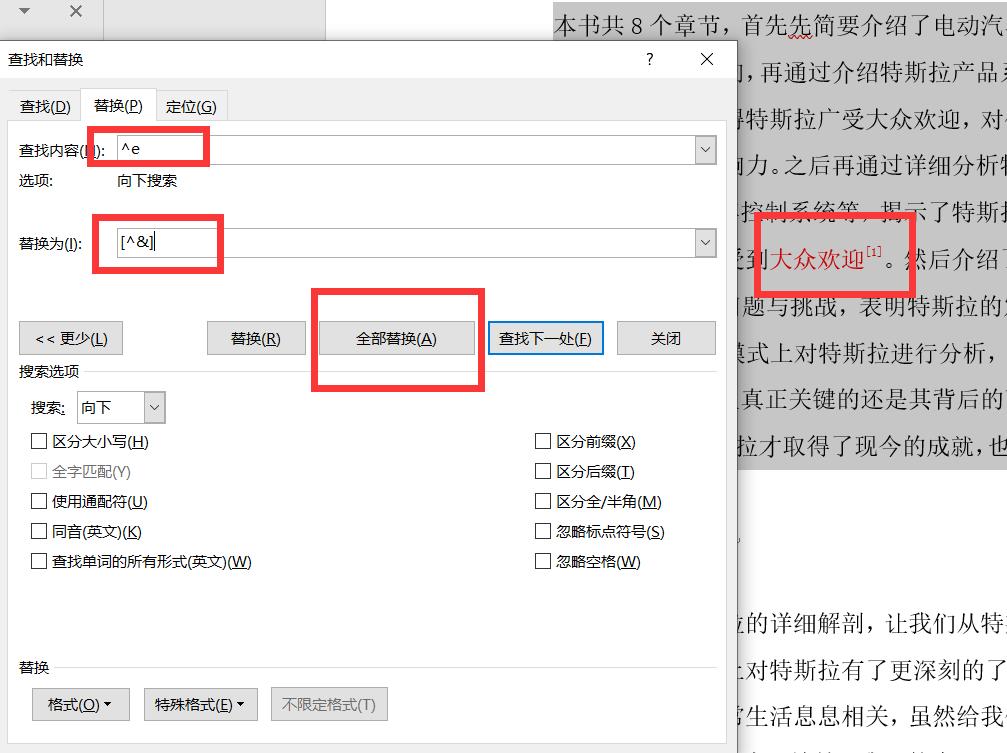 本书共 8 个章节，首先先简要介绍了电动汽
查找和替换
查找(D) 替换(P) 定位(G)
，再通过介绍特斯拉产品
特斯拉广受大众欢迎，对
查找内容(N): ^e
选项: 向下搜索
力。之后再通过详细分析
控制系统等，揭示了特斯
替换为(I): [^&]
到大众欢迎[1]。然后介绍
题与挑战，表明特斯拉的
<< 更少(L) 替换(R) 全部替换(A) 查找下一处(F) 关闭
模式上对特斯拉进行分析，
搜索选项
搜索: 向下
真正关键的还是其背后的
区分大小写(H) 区分前缀(X)
拉才取得了现今的成就，也
全字匹配(Y) 区分后缀(T)
使用通配符(U) 区分全/半角(M)
同音(英文)(K) 忽略标点符号(S)
查找单词的所有形式(英文)(W) 忽略空格(W)
的详细解剖，让我们从特
替换
上对特斯拉有了更深刻的了
格式(O) 特殊格式(E) 不限定格式(T)
常生活息息相关，虽然给我